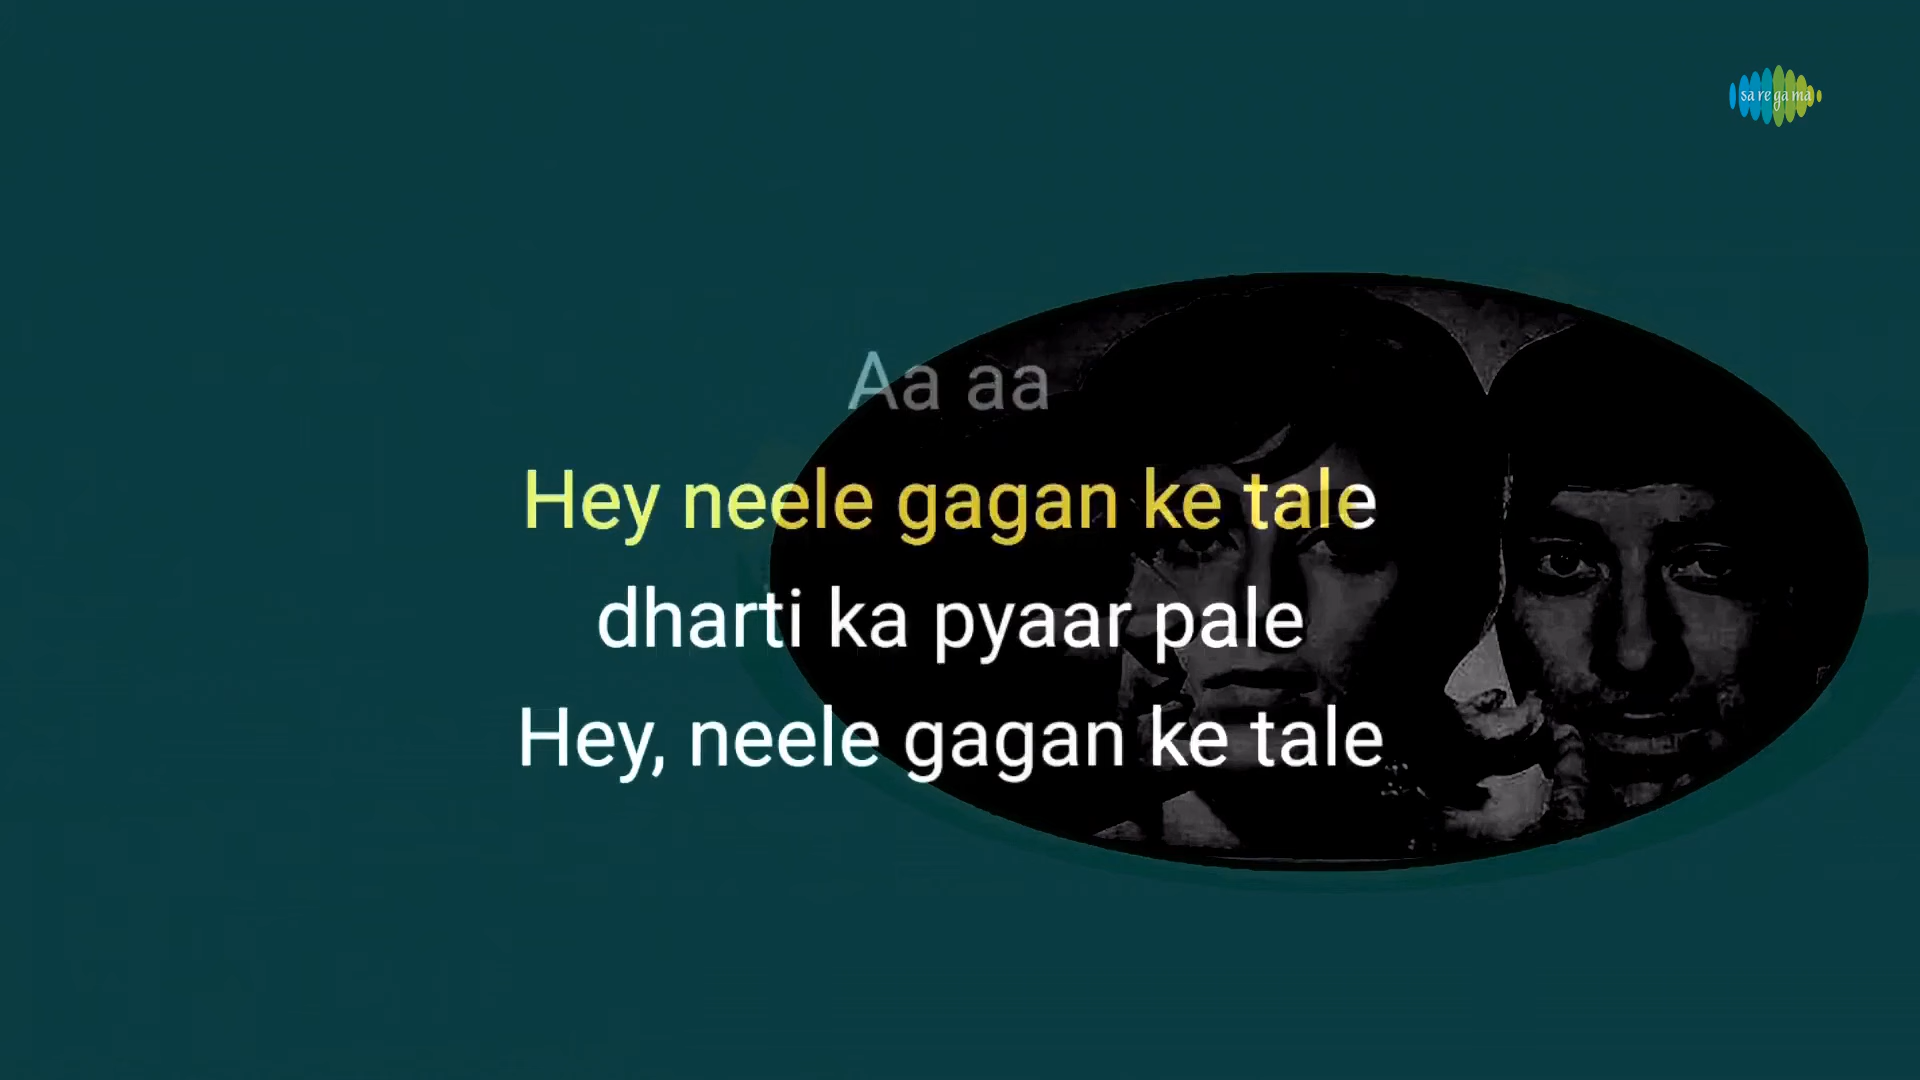 sa re ga ma
Aa aa
Hey neele gagan ke tale
dharti ka pyaar pale
Hey, neele gagan ke tale